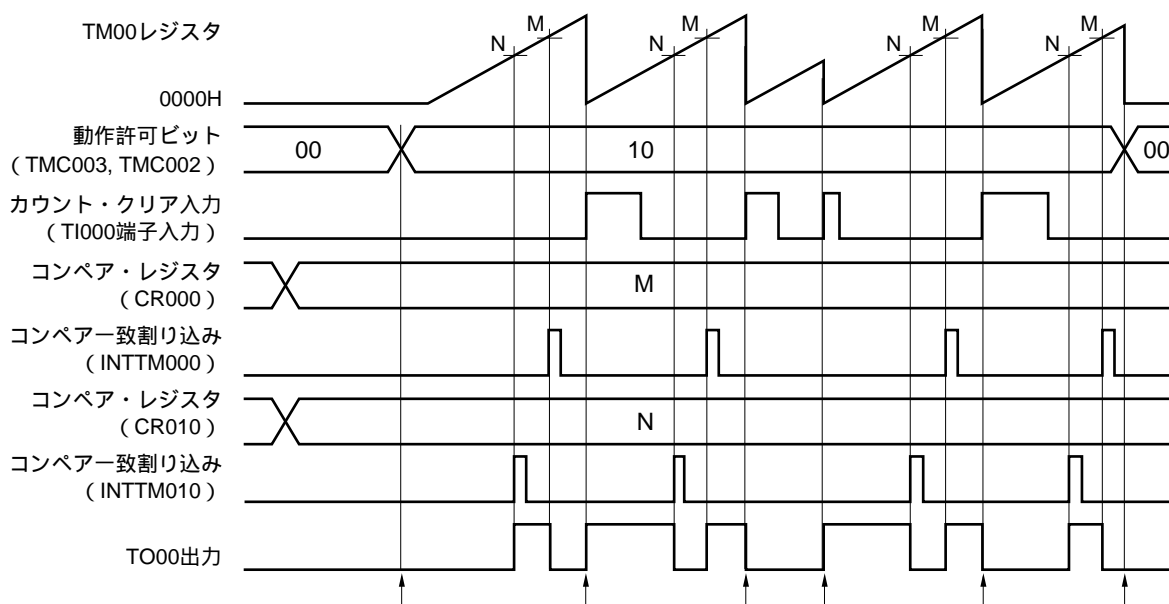 TM00レジスタ
N
M
N
M
N
M
N
M
0000H
動作許可ビット
（TMC003, TMC002）
00
10
00
カウント・クリア入力
（TI000端子入力）
コンペア・レジスタ
（CR000）
M
コンペア一致割り込み
（INTTM000）
コンペア・レジスタ
（CR010）
N
コンペア一致割り込み
（INTTM010）
TO00出力